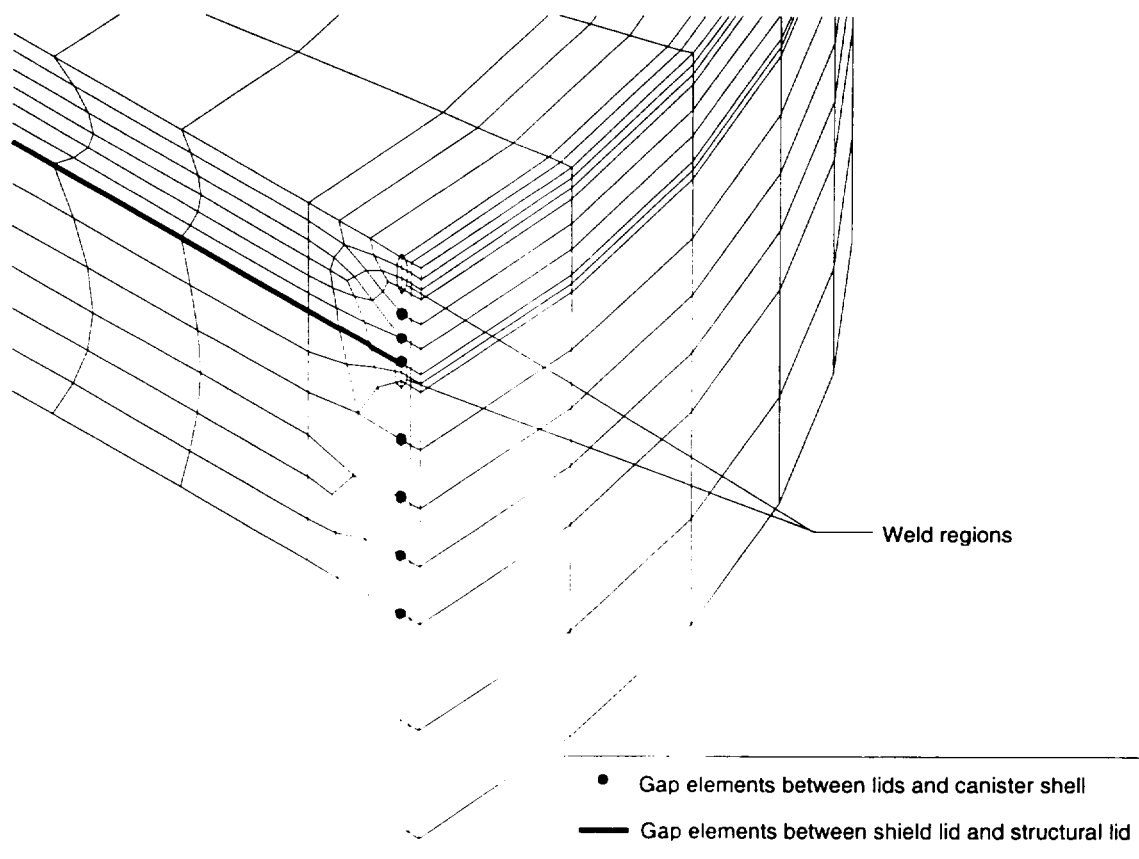 Weld regions
Gap elements between lids and canister shell
Gap elements between shield lid and structural lid